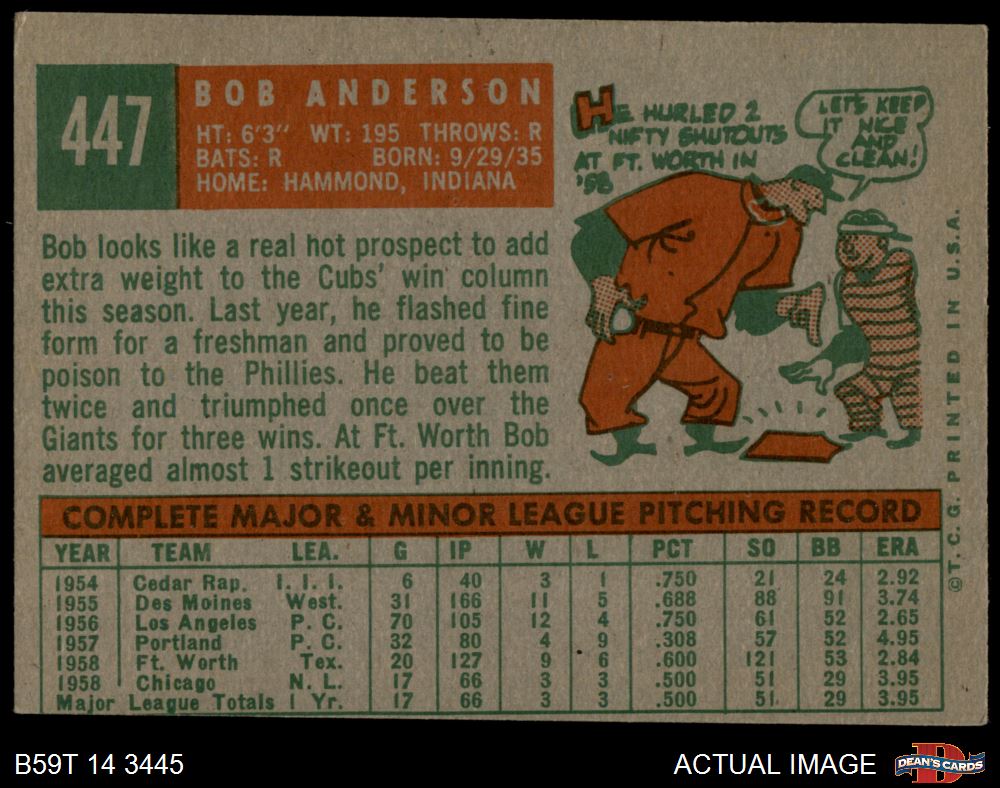 447
BOB ANDERSON
HT: 6'3" WT: 195 THROWS: R
BATS: R BORN: 9/29/35
HOME: HAMMOND, INDIANA
HE HURLED 2
NIFTY SHUTOUTS
AT FT. WORTH IN
'58
LET'S KEEP
IT NICE
AND
CLEAN!
Bob looks like a real hot prospect to add
extra weight to the Cubs' win column
this season. Last year, he flashed fine
form for a freshman and proved to be
poison to the Phillies. He beat them
twice and triumphed once over the
Giants for three wins. At Ft. Worth Bob
averaged almost 1 strikeout per inning.
COMPLETE MAJOR & MINOR LEAGUE PITCHING RECORD
YEAR TEAM LEA. G IP W L PCT SO BB ERA
1954 Cedar Rap. I. I. I. 6 40 3 1 .750 21 24 2.92
1955 Des Moines West. 31 166 11 5 .688 88 91 3.74
1956 Los Angeles P. C. 70 105 12 4 .750 61 52 2.65
1957 Portland P. C. 32 80 4 9 .308 57 52 4.95
1958 Ft. Worth Tex. 20 127 9 6 .600 121 53 2.84
1958 Chicago N. L. 17 66 3 3 .500 51 29 3.95
Major League Totals 1 Yr. 17 66 3 3 .500 51 29 3.95
©T.C.G. PRINTED IN U.S.A.
B59T 14 3445
ACTUAL IMAGE
D
DEAN'S CARDS